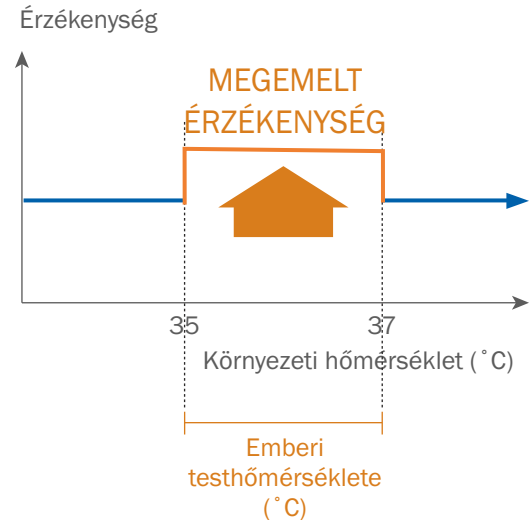 Érzékenység
MEGEMELT
ÉRZÉKENYSÉG
35
37
Környezeti hőmérséklet (˚C)
Emberi
testhőmérséklete
(˚C)